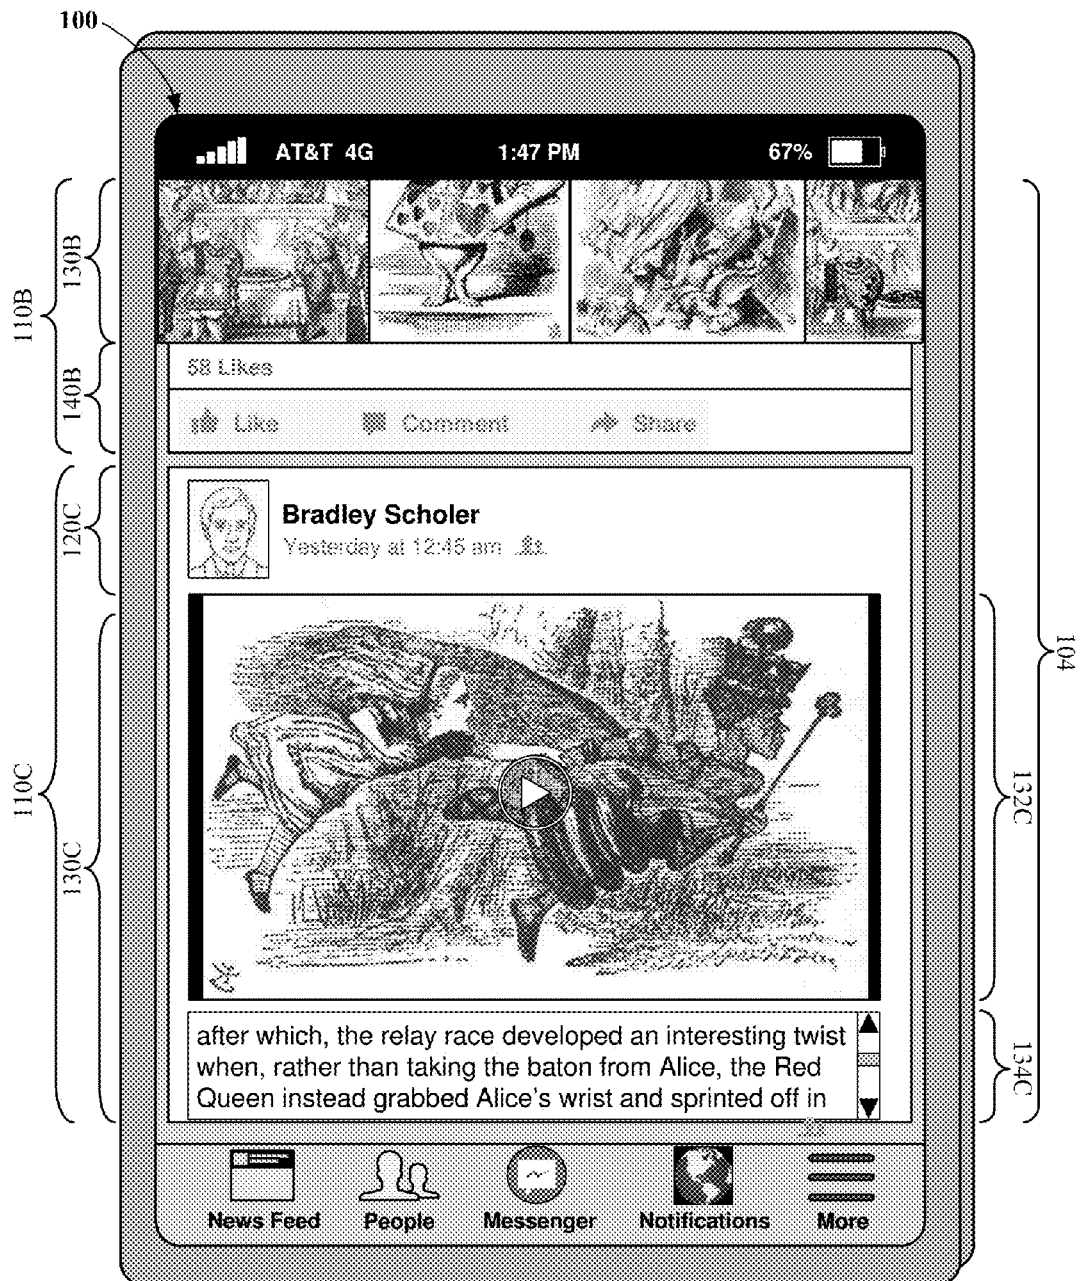 100
AT&T 4G 1:47 PM 67%
130B
110B
140B
58 Likes
Like Comment Share
120C
Bradley Scholer
Yesterday at 12:45 am
104
110C
132C
130C
after which, the relay race developed an interesting twist
when, rather than taking the baton from Alice, the Red
Queen instead grabbed Alice's wrist and sprinted off in
134C
News Feed People Messenger Notifications More